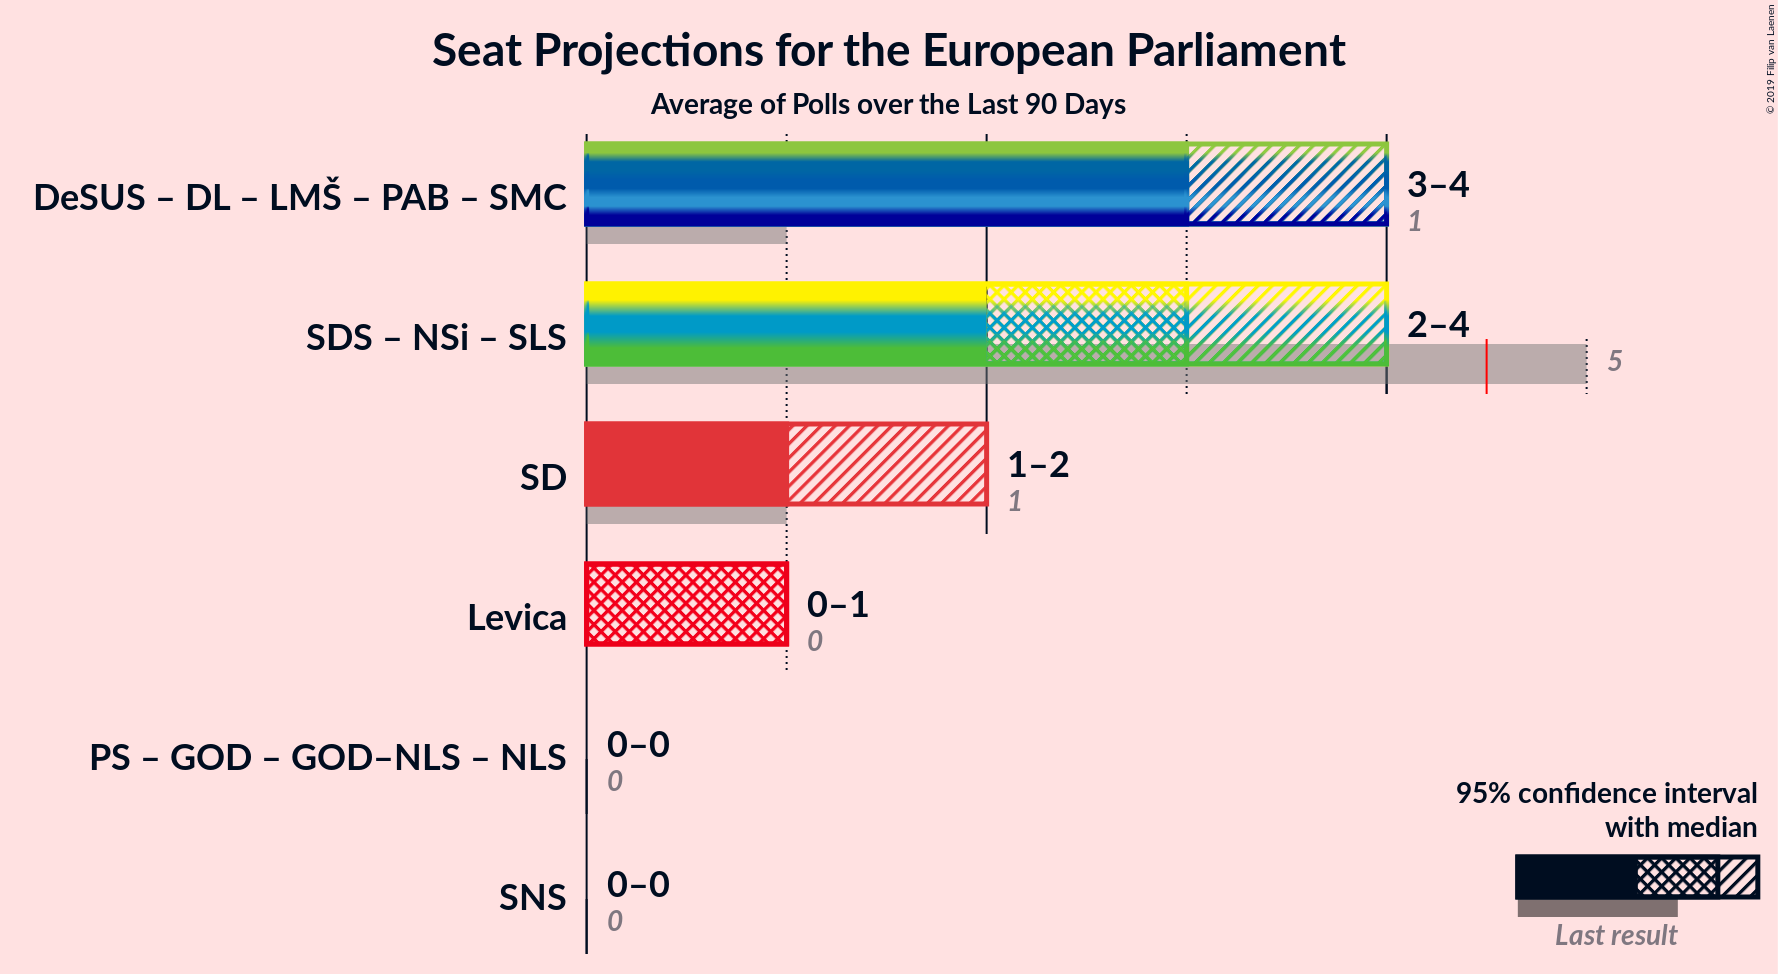 Seat Projections for the European Parliament
Average of Polls over the Last 90 Days
© 2019 Filip van Laenen
DeSUS – DL – LMŠ – PAB – SMC
3–4
1
SDS – NSi – SLS
2–4
5
SD
1–2
1
Levica
0–1
0
PS – GOD – GOD–NLS – NLS
0–0
0
SNS
0–0
0
95% confidence interval
with median
Last result